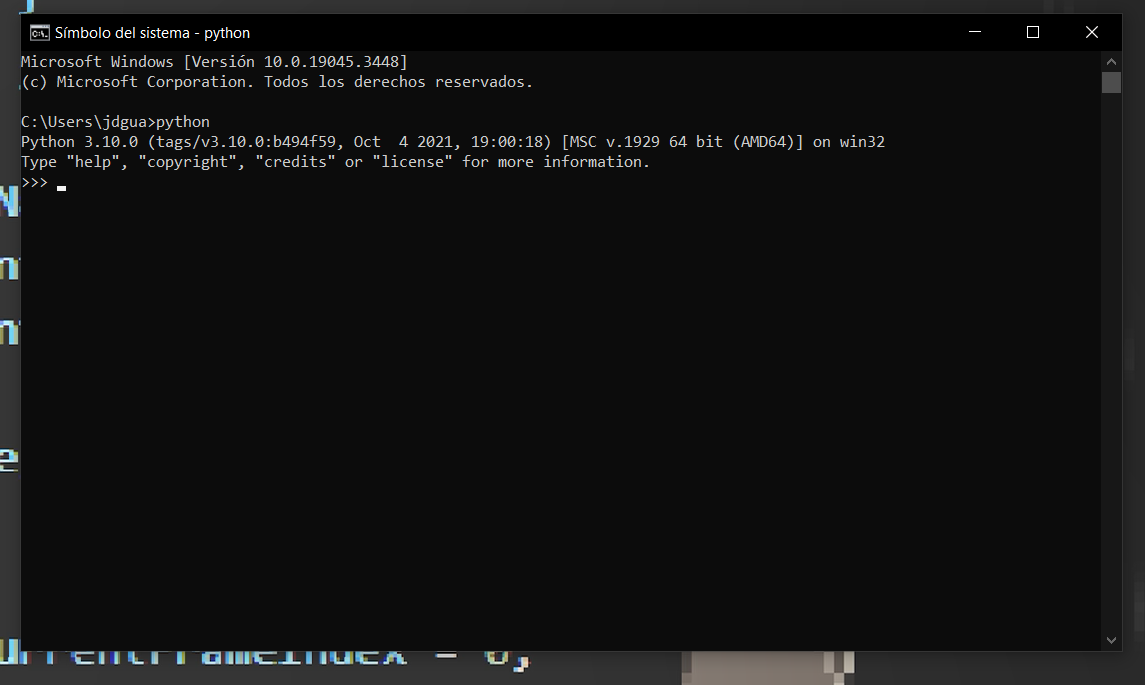 Símbolo del sistema - python
Microsoft Windows [Versión 10.0.19045.3448]
(c) Microsoft Corporation. Todos los derechos reservados.
C:\Users\jdgua>python
Python 3.10.0 (tags/v3.10.0:b494f59, Oct  4 2021, 19:00:18) [MSC v.1929 64 bit (AMD64)] on win32
Type "help", "copyright", "credits" or "license" for more information.
>>>